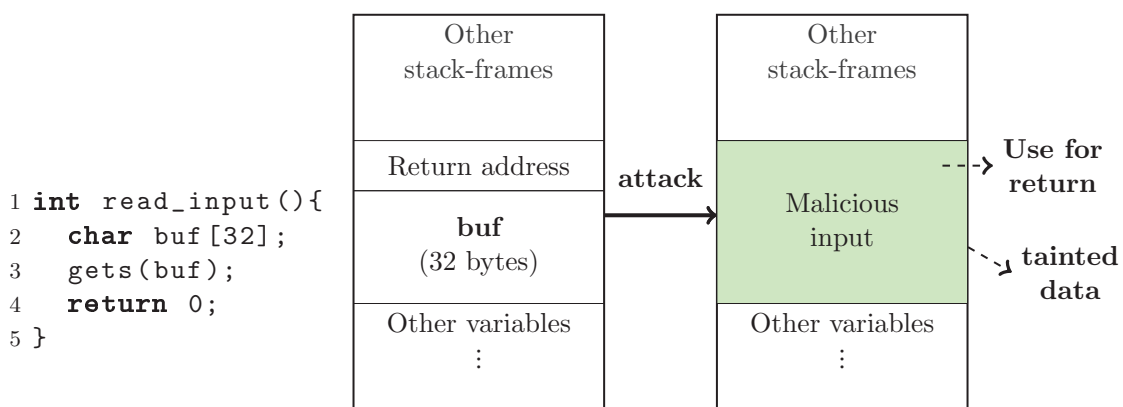 1 int read_input(){
2 char buf[32];
3 gets(buf);
4 return 0;
5 }
Other
stack-frames
Return address
buf
(32 bytes)
Other variables
⋮
attack
Other
stack-frames
Malicious
input
Other variables
⋮
Use for
return
tainted
data